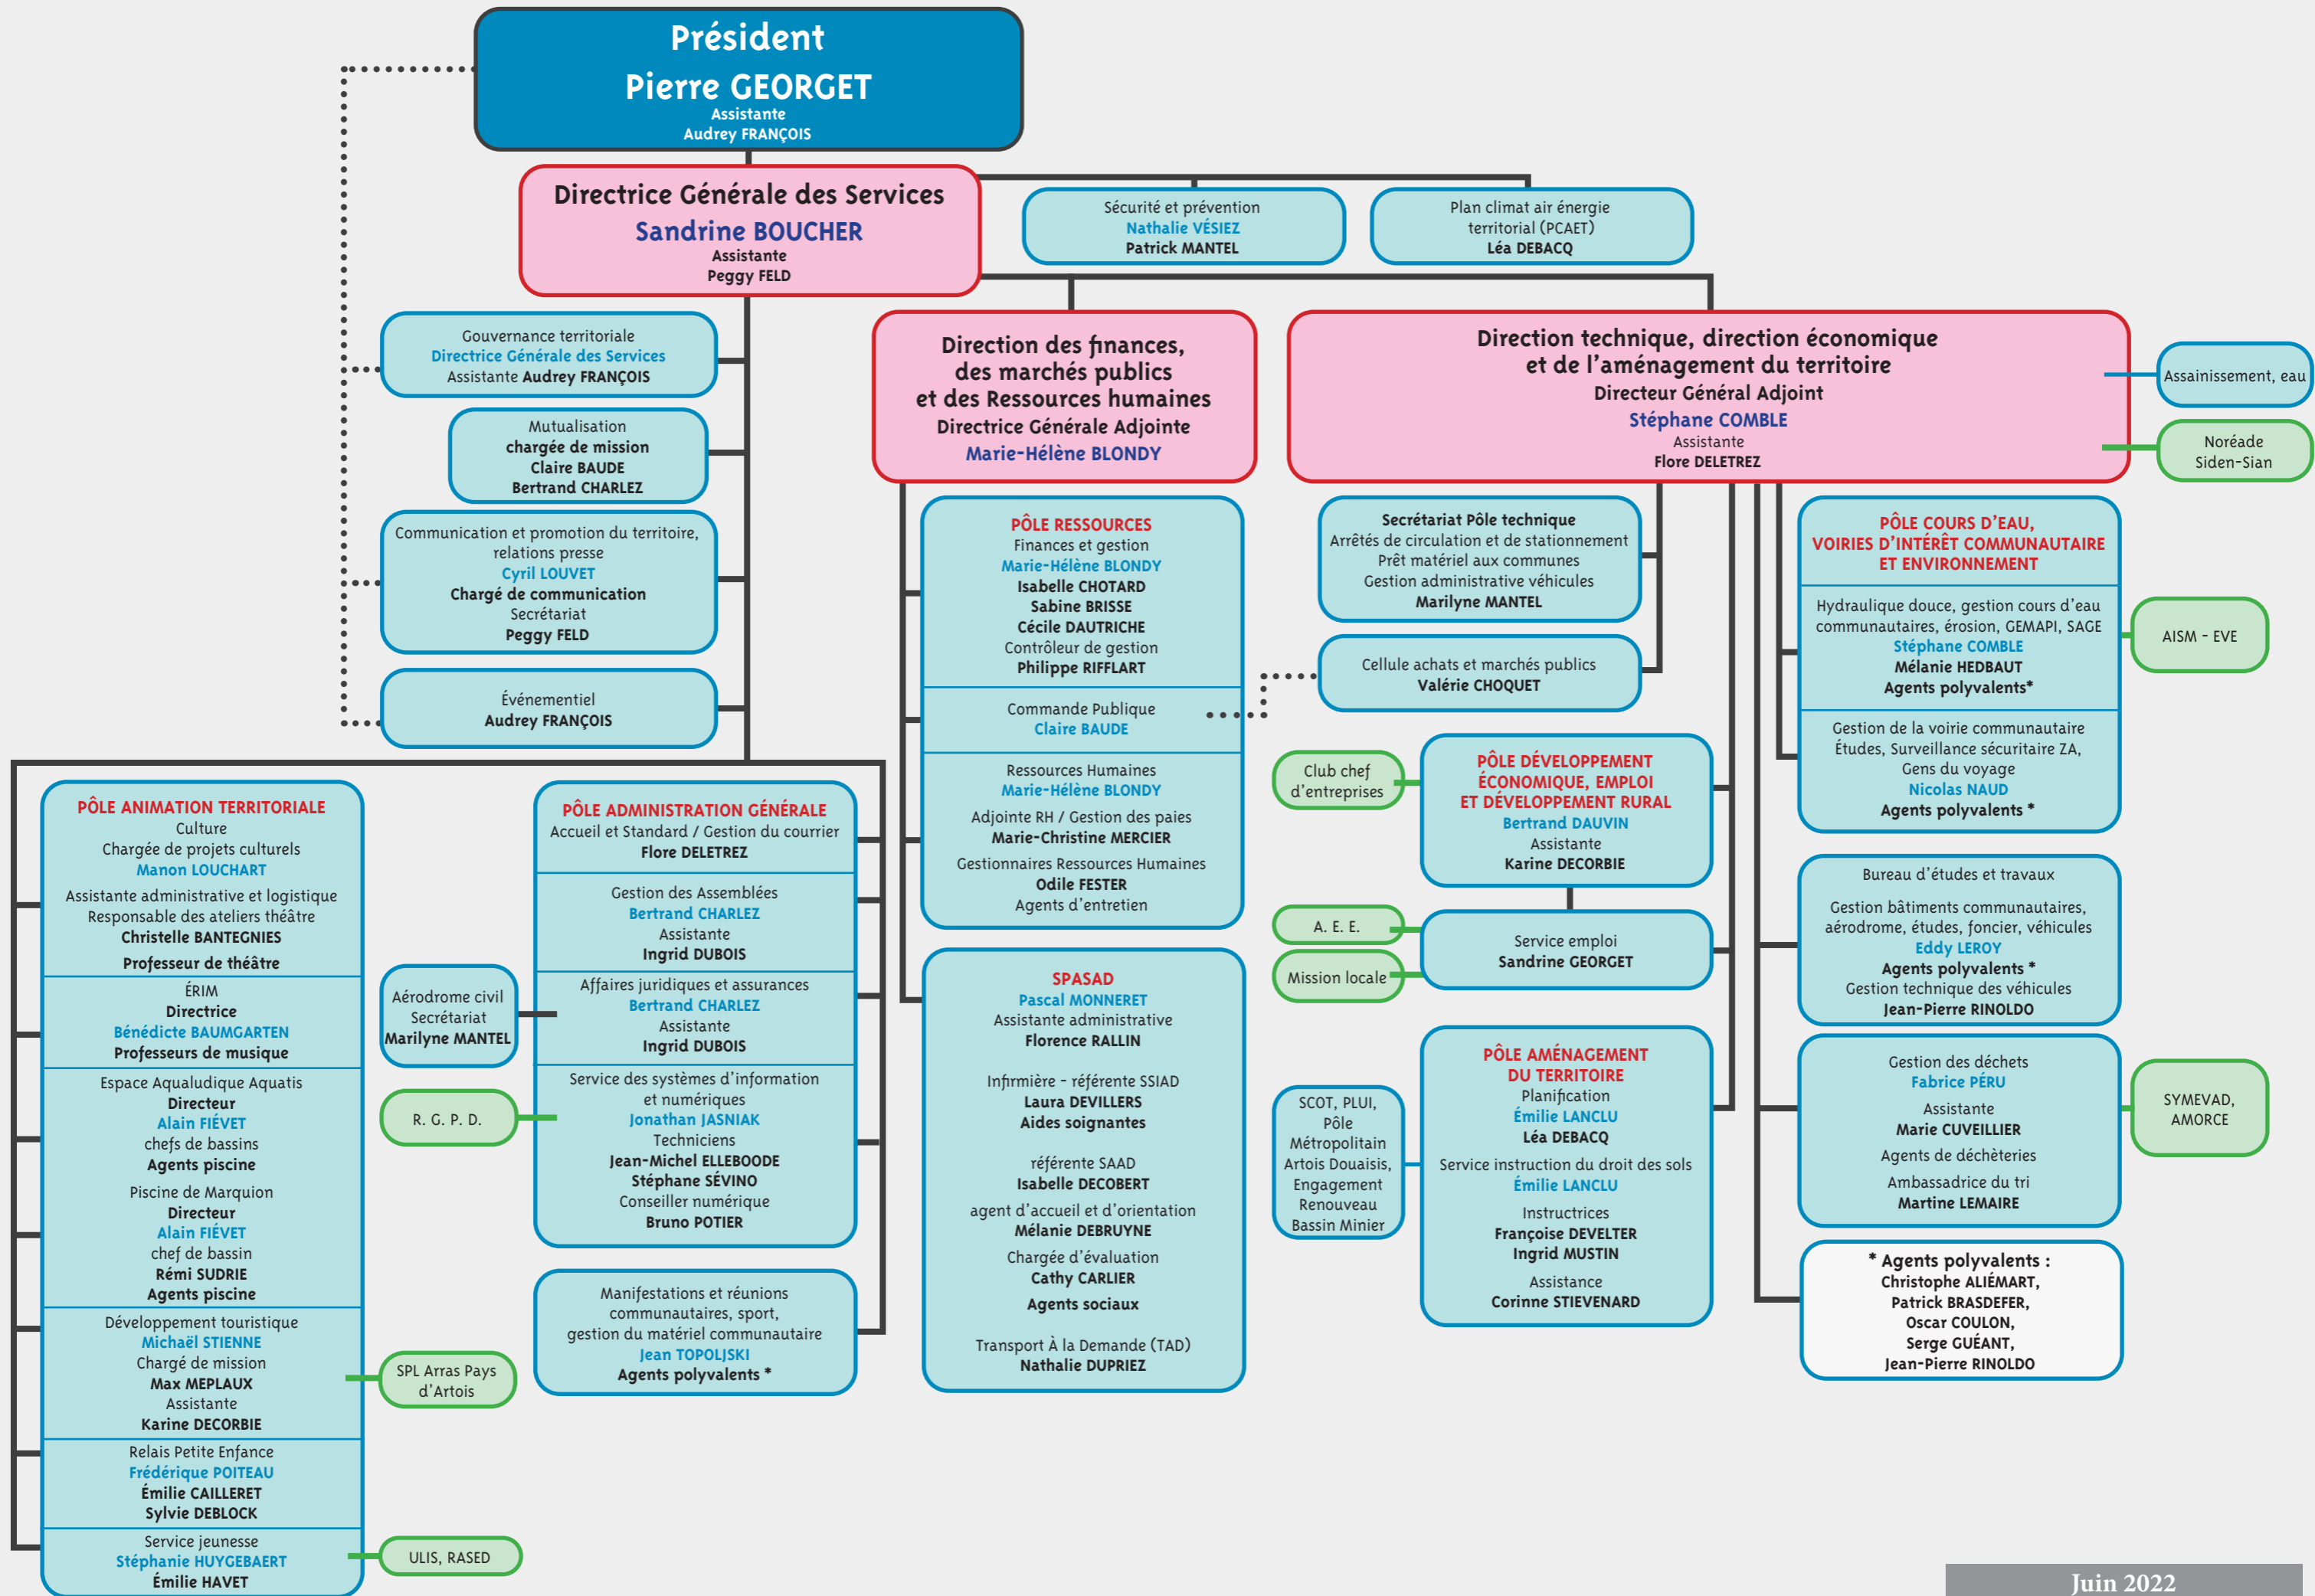 Président
Pierre GEORGET
Assistante
Audrey FRANÇOIS
Directrice Générale des Services
Sandrine BOUCHER
Assistante
Peggy FELD
Sécurité et prévention
Nathalie VÉSIEZ
Patrick MANTEL
Plan climat air énergie
territorial (PCAET)
Léa DEBACQ
Gouvernance territoriale
Directrice Générale des Services
Assistante Audrey FRANÇOIS
Mutualisation
chargée de mission
Claire BAUDE
Bertrand CHARLEZ
Communication et promotion du territoire,
relations presse
Cyril LOUVET
Chargé de communication
Secrétariat
Peggy FELD
Événementiel
Audrey FRANÇOIS
Direction des finances,
des marchés publics
et des Ressources humaines
Directrice Générale Adjointe
Marie-Hélène BLONDY
Direction technique, direction économique
et de l'aménagement du territoire
Directeur Général Adjoint
Stéphane COMBLE
Assistante
Flore DELETREZ
Assainissement, eau
Noréade
Siden-Sian
PÔLE ANIMATION TERRITORIALE
Culture
Chargée de projets culturels
Manon LOUCHART
Assistante administrative et logistique
Responsable des ateliers théâtre
Christelle BANTEGNIES
Professeur de théâtre
ÉRIM
Directrice
Bénédicte BAUMGARTEN
Professeurs de musique
Espace Aqualudique Aquatis
Directeur
Alain FIÉVET
chefs de bassins
Agents piscine
Piscine de Marquion
Directeur
Alain FIÉVET
chef de bassin
Rémi SUDRIE
Agents piscine
Développement touristique
Michaël STIENNE
Chargé de mission
Max MEPLAUX
Assistante
Karine DECORBIE
Relais Petite Enfance
Frédérique POITEAU
Émilie CAILLERET
Sylvie DEBLOCK
Service jeunesse
Stéphanie HUYGEBAERT
Émilie HAVET
SPL Arras Pays
d'Artois
ULIS, RASED
Aérodrome civil
Secrétariat
Marilyne MANTEL
R. G. P. D.
PÔLE ADMINISTRATION GÉNÉRALE
Accueil et Standard / Gestion du courrier
Flore DELETREZ
Gestion des Assemblées
Bertrand CHARLEZ
Assistante
Ingrid DUBOIS
Affaires juridiques et assurances
Bertrand CHARLEZ
Assistante
Ingrid DUBOIS
Service des systèmes d'information
et numériques
Jonathan JASNIAK
Techniciens
Jean-Michel ELLEBOODE
Stéphane SÉVINO
Conseiller numérique
Bruno POTIER
Manifestations et réunions
communautaires, sport,
gestion du matériel communautaire
Jean TOPOLJSKI
Agents polyvalents *
PÔLE RESSOURCES
Finances et gestion
Marie-Hélène BLONDY
Isabelle CHOTARD
Sabine BRISSE
Cécile DAUTRICHE
Contrôleur de gestion
Philippe RIFFLART
Commande Publique
Claire BAUDE
Ressources Humaines
Marie-Hélène BLONDY
Adjointe RH / Gestion des paies
Marie-Christine MERCIER
Gestionnaires Ressources Humaines
Odile FESTER
Agents d'entretien
SPASAD
Pascal MONNERET
Assistante administrative
Florence RALLIN
Infirmière - référente SSIAD
Laura DEVILLERS
Aides soignantes
référente SAAD
Isabelle DECOBERT
agent d'accueil et d'orientation
Mélanie DEBRUYNE
Chargée d'évaluation
Cathy CARLIER
Agents sociaux
Transport À la Demande (TAD)
Nathalie DUPRIEZ
Secrétariat Pôle technique
Arrêtés de circulation et de stationnement
Prêt matériel aux communes
Gestion administrative véhicules
Marilyne MANTEL
Cellule achats et marchés publics
Valérie CHOQUET
Club chef
d'entreprises
PÔLE DÉVELOPPEMENT
ÉCONOMIQUE, EMPLOI
ET DÉVELOPPEMENT RURAL
Bertrand DAUVIN
Assistante
Karine DECORBIE
A. E. E.
Mission locale
Service emploi
Sandrine GEORGET
SCOT, PLUI,
Pôle
Métropolitain
Artois Douaisis,
Engagement
Renouveau
Bassin Minier
PÔLE AMÉNAGEMENT
DU TERRITOIRE
Planification
Émilie LANCLU
Léa DEBACQ
Service instruction du droit des sols
Émilie LANCLU
Instructrices
Françoise DEVELTER
Ingrid MUSTIN
Assistance
Corinne STIEVENARD
PÔLE COURS D'EAU,
VOIRIES D'INTÉRÊT COMMUNAUTAIRE
ET ENVIRONNEMENT
Hydraulique douce, gestion cours d'eau
communautaires, érosion, GEMAPI, SAGE
Stéphane COMBLE
Mélanie HEDBAUT
Agents polyvalents*
Gestion de la voirie communautaire
Études, Surveillance sécuritaire ZA,
Gens du voyage
Nicolas NAUD
Agents polyvalents *
AISM - EVE
Bureau d'études et travaux
Gestion bâtiments communautaires,
aérodrome, études, foncier, véhicules
Eddy LEROY
Agents polyvalents *
Gestion technique des véhicules
Jean-Pierre RINOLDO
Gestion des déchets
Fabrice PÉRU
Assistante
Marie CUVEILLIER
Agents de déchèteries
Ambassadrice du tri
Martine LEMAIRE
SYMEVAD,
AMORCE
* Agents polyvalents :
Christophe ALIÉMART,
Patrick BRASDEFER,
Oscar COULON,
Serge GUÉANT,
Jean-Pierre RINOLDO
Juin 2022